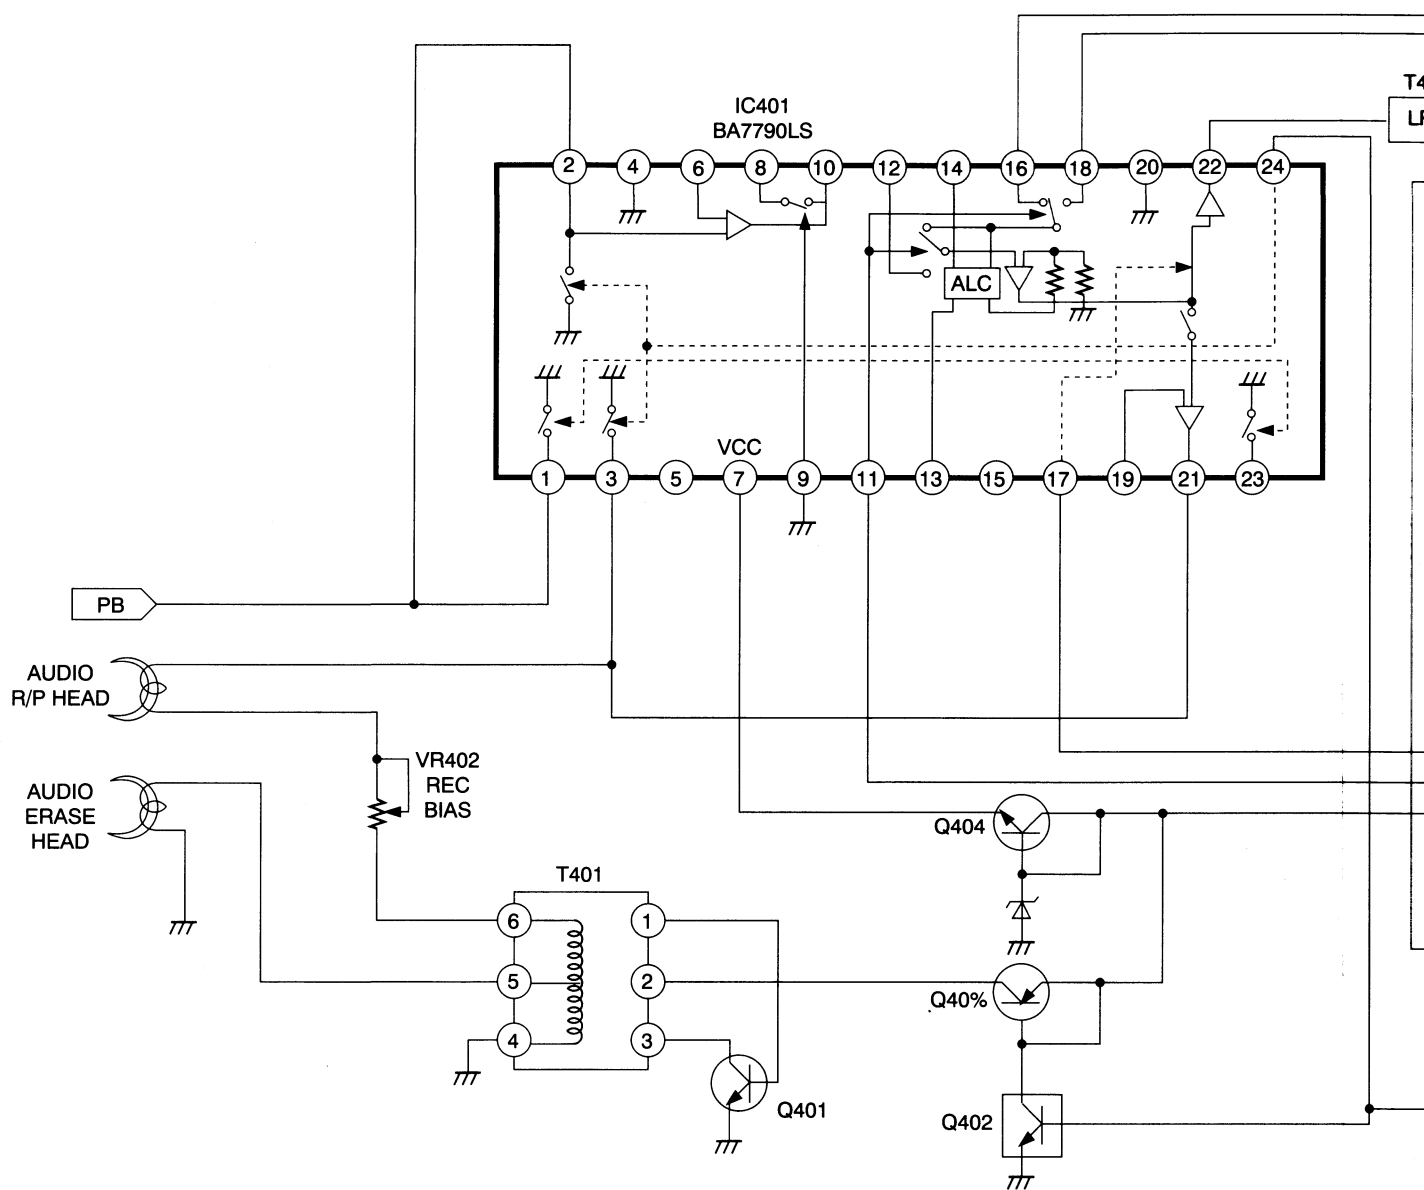 IC401
BA7790LS
T4
LF
2 4 6 8 10 12 14 16 18 20 22 24
ALC
VCC
1 3 5 7 9 11 13 15 17 19 21 23
PB
AUDIO
R/P HEAD
VR402
REC
BIAS
AUDIO
ERASE
HEAD
Q404
T401
6 1
5 2
4 3
Q40%
Q401
Q402